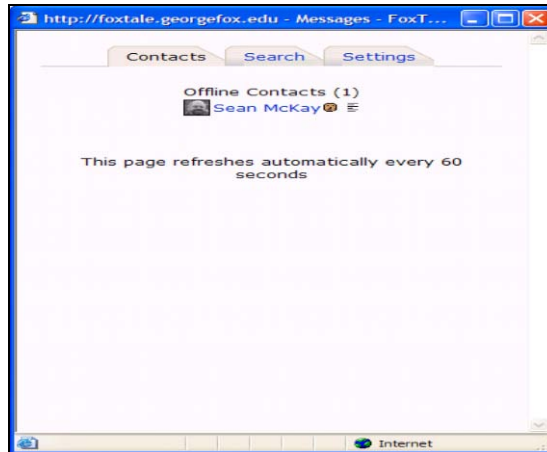 http://foxtale.georgefox.edu - Messages - FoxT...
Contacts Search Settings
Offline Contacts (1)
Sean McKay
This page refreshes automatically every 60
seconds
Internet